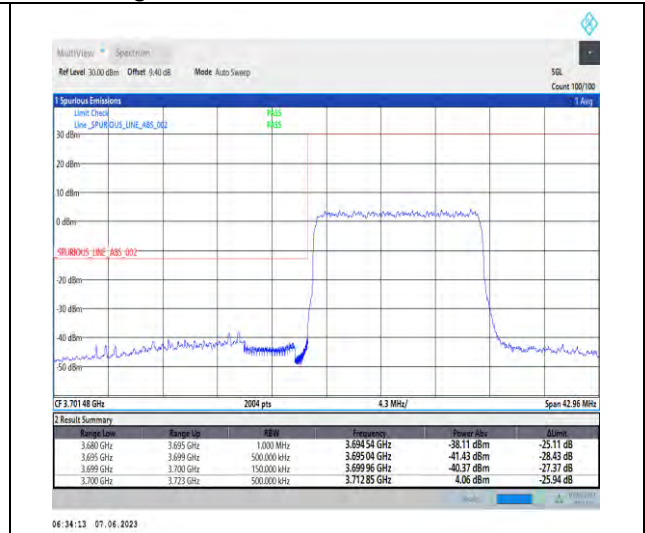 MultiView Spectrum
Ref Level 30.00 dBm Offset 9.40 dB Mode Auto Sweep SGL
Count 100/100
1 Spurious Emissions 1 Avg
Limit Check PASS
Line _SPURIOUS_LINE_ABS_002 PASS
30 dBm
20 dBm
10 dBm
0 dBm
_SPURIOUS_LINE_ABS_002
-20 dBm
-30 dBm
-40 dBm
-50 dBm
CF 3.70148 GHz 2004 pts 4.3 MHz/ Span 42.96 MHz
2 Result Summary
Range Low Range Up RBW Frequency Power Abs ΔLimit
3.680 GHz 3.695 GHz 1.000 MHz 3.694 54 GHz -38.11 dBm -25.11 dB
3.695 GHz 3.699 GHz 500.000 kHz 3.695 04 GHz -41.43 dBm -28.43 dB
3.699 GHz 3.700 GHz 150.000 kHz 3.699 96 GHz -40.37 dBm -27.37 dB
3.700 GHz 3.723 GHz 500.000 kHz 3.712 85 GHz 4.06 dBm -25.94 dB
06:34:13 07.06.2023